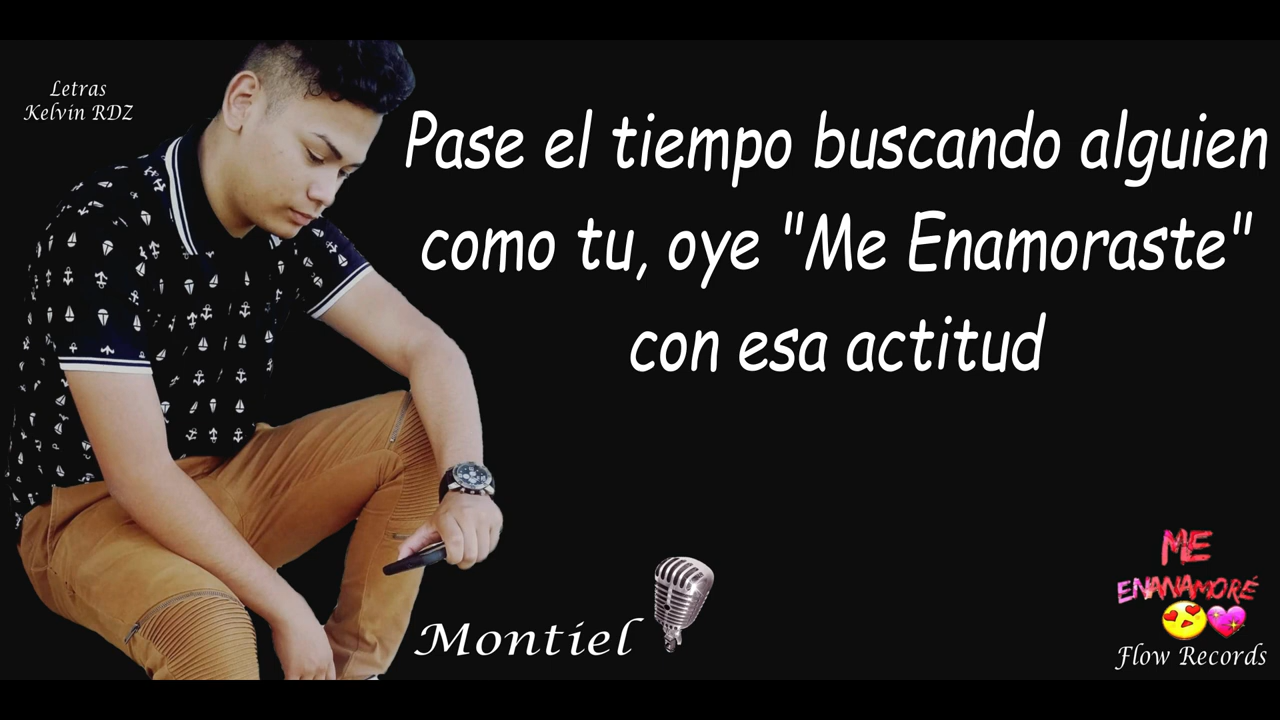 Letras
Kelvin RDZ
Pase el tiempo buscando alguien
como tu, oye "Me Enamoraste"
con esa actitud
Montiel
ME
ENANAMORÉ
Flow Records